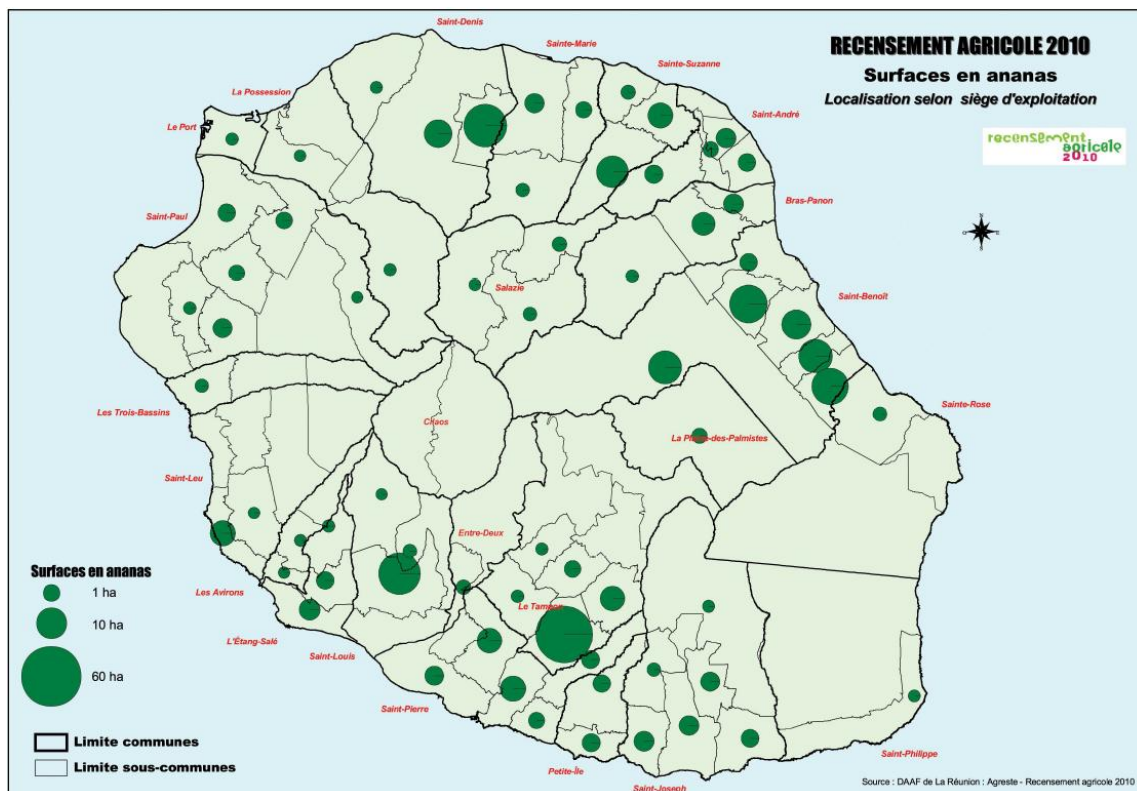 RECENSEMENT AGRICOLE 2010
Surfaces en ananas
Localisation selon siège d'exploitation
recensement
agricole
2010
Saint-Denis
Sainte-Marie
Sainte-Suzanne
La Possession
Saint-André
Le Port
Bras-Panon
Saint-Paul
Salazie
Saint-Benoît
Les Trois-Bassins
Sainte-Rose
Cilaos
La Plaine-des-Palmistes
Saint-Leu
Entre-Deux
Les Avirons
Le Tampon
L'Étang-Salé
Saint-Louis
Saint-Pierre
Saint-Philippe
Petite-Île
Saint-Joseph
Surfaces en ananas
1 ha
10 ha
60 ha
Limite communes
Limite sous-communes
Source : DAAF de La Réunion : Agreste - Recensement agricole 2010